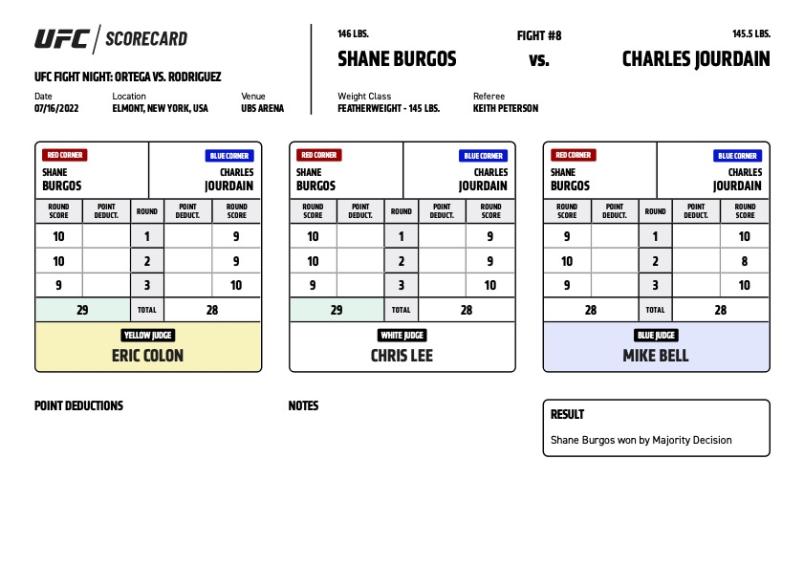 UFC / SCORECARD
UFC FIGHT NIGHT: ORTEGA VS. RODRIGUEZ
Date Location Venue
07/16/2022 ELMONT, NEW YORK, USA UBS ARENA
146 LBS. FIGHT #8 145.5 LBS.
SHANE BURGOS VS. CHARLES JOURDAIN
Weight Class Referee
FEATHERWEIGHT - 145 LBS. KEITH PETERSON
RED CORNER BLUE CORNER
SHANE CHARLES
BURGOS JOURDAIN
ROUND POINT ROUND POINT ROUND
SCORE DEDUCT. DEDUCT. SCORE
10 1 9
10 2 9
9 3 10
29 TOTAL 28
YELLOW JUDGE
ERIC COLON
RED CORNER BLUE CORNER
SHANE CHARLES
BURGOS JOURDAIN
ROUND POINT ROUND POINT ROUND
SCORE DEDUCT. DEDUCT. SCORE
10 1 9
10 2 9
9 3 10
29 TOTAL 28
WHITE JUDGE
CHRIS LEE
RED CORNER BLUE CORNER
SHANE CHARLES
BURGOS JOURDAIN
ROUND POINT ROUND POINT ROUND
SCORE DEDUCT. DEDUCT. SCORE
9 1 10
10 2 8
9 3 10
28 TOTAL 28
BLUE JUDGE
MIKE BELL
POINT DEDUCTIONS
NOTES
RESULT
Shane Burgos won by Majority Decision